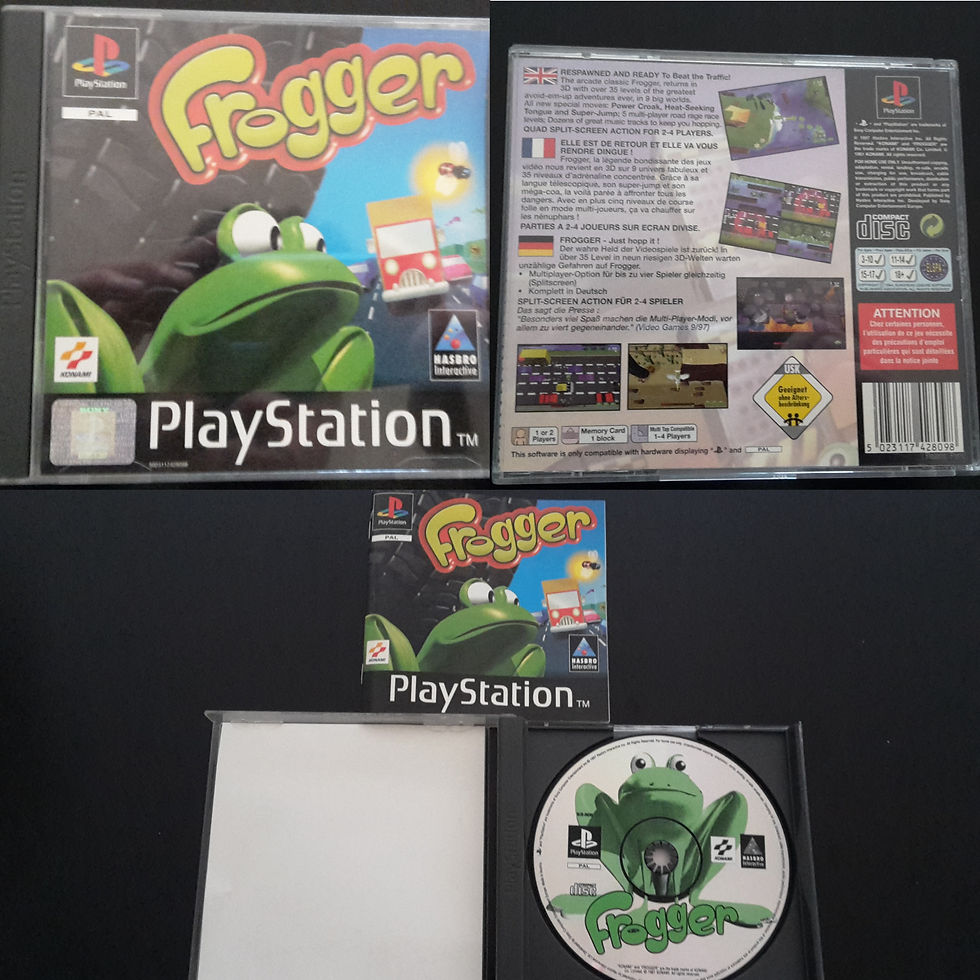 PlayStation
PAL
Frogger
KONAMI
HASBRO
Interactive
PlayStation TM
RESPAWNED AND READY To Beat the Traffic!
The arcade classic Frogger, returns in
3D with over 35 levels of the greatest
avoid-em-up adventures ever, in 9 big worlds.
All new special moves: Power Croak, Heat-Seeking
Tongue and Super-Jump; 5 multi-player road rage race
levels; Dozens of great music tracks to keep you hopping.
QUAD SPLIT-SCREEN ACTION FOR 2-4 PLAYERS.
ELLE EST DE RETOUR ET ELLE VA VOUS
RENDRE DINGUE !
Frogger, la légende bondissante des jeux
vidéo nous revient en 3D sur 9 univers fabuleux et
35 niveaux d'adrénaline concentrée. Grâce à sa
langue télescopique, son super-jump et son
méga-coa, la voilà parée à affronter tous les
dangers. Avec en plus cinq niveaux de course
folle en mode multi-joueurs, ça va chauffer sur
les nénuphars !
PARTIES A 2-4 JOUEURS SUR ECRAN DIVISE.
FROGGER - Just hopp it !
Der wahre Held der Videospiele ist zurück! In
über 35 Level in neun riesigen 3D-Welten warten
unzählige Gefahren auf Frogger.
• Multiplayer-Option für bis zu vier Spieler gleichzeitig
(Splitscreen)
• Komplett in Deutsch
SPLIT-SCREEN ACTION FÜR 2-4 SPIELER
Das sagt die Presse :
"Besonders viel Spaß machen die Multi-Player-Modi, vor
allem zu viert gegeneinander." (Video Games 9/97)
1 or 2
Players
Memory Card
1 block
Multi Tap Compatible
1-4 Players
This software is only compatible with hardware displaying " " and PAL
USK
Geeignet
ohne Alters-
beschränkung
PlayStation
COMPACT
disc
3-10
11-14
15-17
18+
ELSPA
ATTENTION
Chez certaines personnes,
l'utilisation de ce jeu nécessite
des précautions d'emploi
particulières qui sont détaillées
dans la notice jointe
5 023117 428098
PlayStation
PAL
Frogger
KONAMI
HASBRO
Interactive
PlayStation TM
PlayStation
PAL
KONAMI
HASBRO
Interactive
disc
Frogger